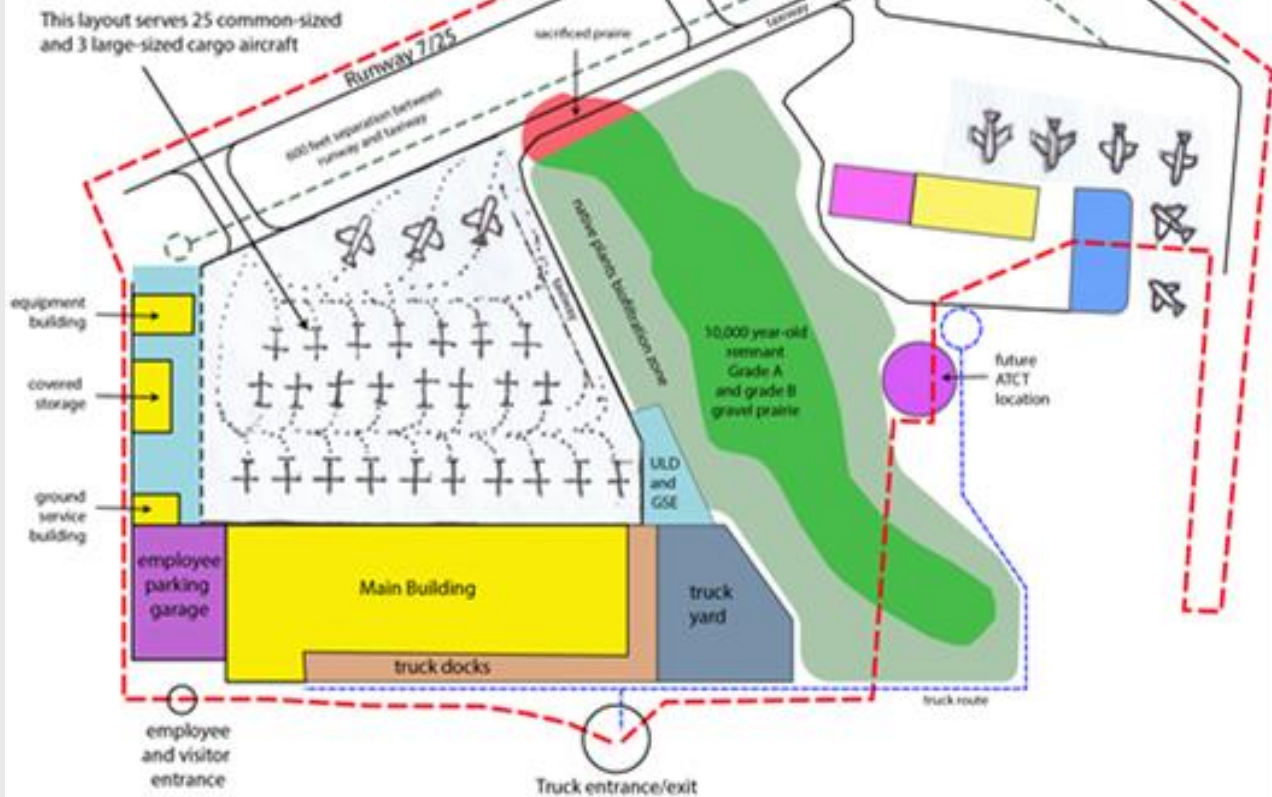 This layout serves 25 common-sized
and 3 large-sized cargo aircraft
Runway 7/25
sacrificed prairie
taxiway
600 feet separation between
runway and taxiway
native plants biofiltration zone
taxiway
equipment
building
covered
storage
ground
service
building
10,000 year-old
remnant
Grade A
and grade B
gravel prairie
future
ATCT
location
ULD
and
GSE
employee
parking
garage
Main Building
truck
yard
truck docks
truck route
employee
and visitor
entrance
Truck entrance/exit